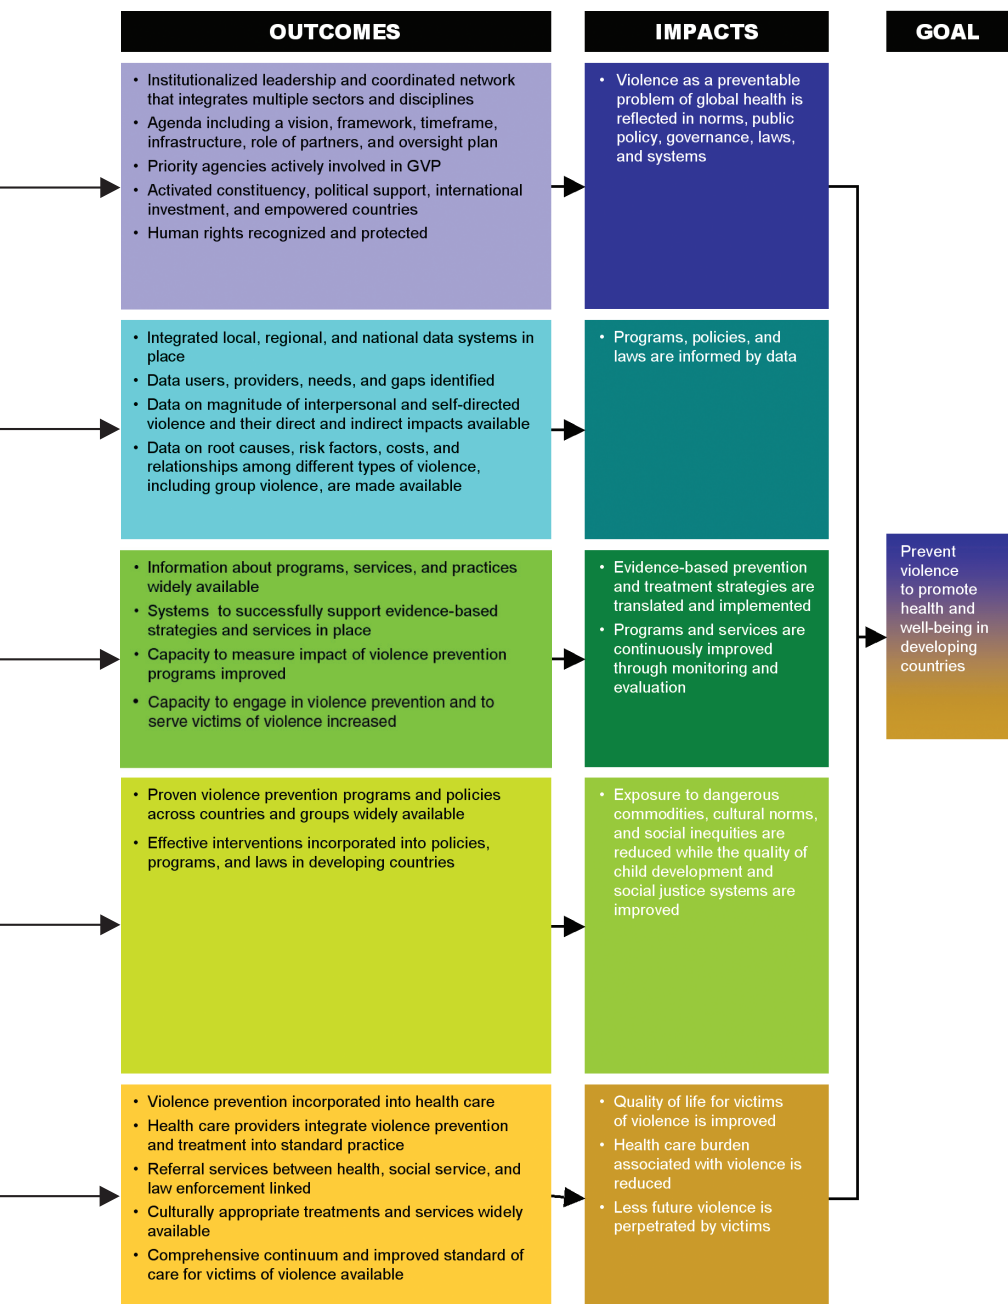 OUTCOMES
IMPACTS
GOAL
• Institutionalized leadership and coordinated network
that integrates multiple sectors and disciplines
• Agenda including a vision, framework, timeframe,
infrastructure, role of partners, and oversight plan
• Priority agencies actively involved in GVP
• Activated constituency, political support, international
investment, and empowered countries
• Human rights recognized and protected
• Violence as a preventable
problem of global health is
reflected in norms, public
policy, governance, laws,
and systems
• Integrated local, regional, and national data systems in
place
• Data users, providers, needs, and gaps identified
• Data on magnitude of interpersonal and self-directed
violence and their direct and indirect impacts available
• Data on root causes, risk factors, costs, and
relationships among different types of violence,
including group violence, are made available
• Programs, policies, and
laws are informed by data
• Information about programs, services, and practices
widely available
• Systems  to successfully support evidence-based
strategies and services in place
• Capacity to measure impact of violence prevention
programs improved
• Capacity to engage in violence prevention and to
serve victims of violence increased
• Evidence-based prevention
and treatment strategies are
translated and implemented
• Programs and services are
continuously improved
through monitoring and
evaluation
Prevent
violence
to promote
health and
well-being in
developing
countries
• Proven violence prevention programs and policies
across countries and groups widely available
• Effective interventions incorporated into policies,
programs, and laws in developing countries
• Exposure to dangerous
commodities, cultural norms,
and social inequities are
reduced while the quality of
child development and
social justice systems are
improved
• Violence prevention incorporated into health care
• Health care providers integrate violence prevention
and treatment into standard practice
• Referral services between health, social service, and
law enforcement linked
• Culturally appropriate treatments and services widely
available
• Comprehensive continuum and improved standard of
care for victims of violence available
• Quality of life for victims
of violence is improved
• Health care burden
associated with violence is
reduced
• Less future violence is
perpetrated by victims